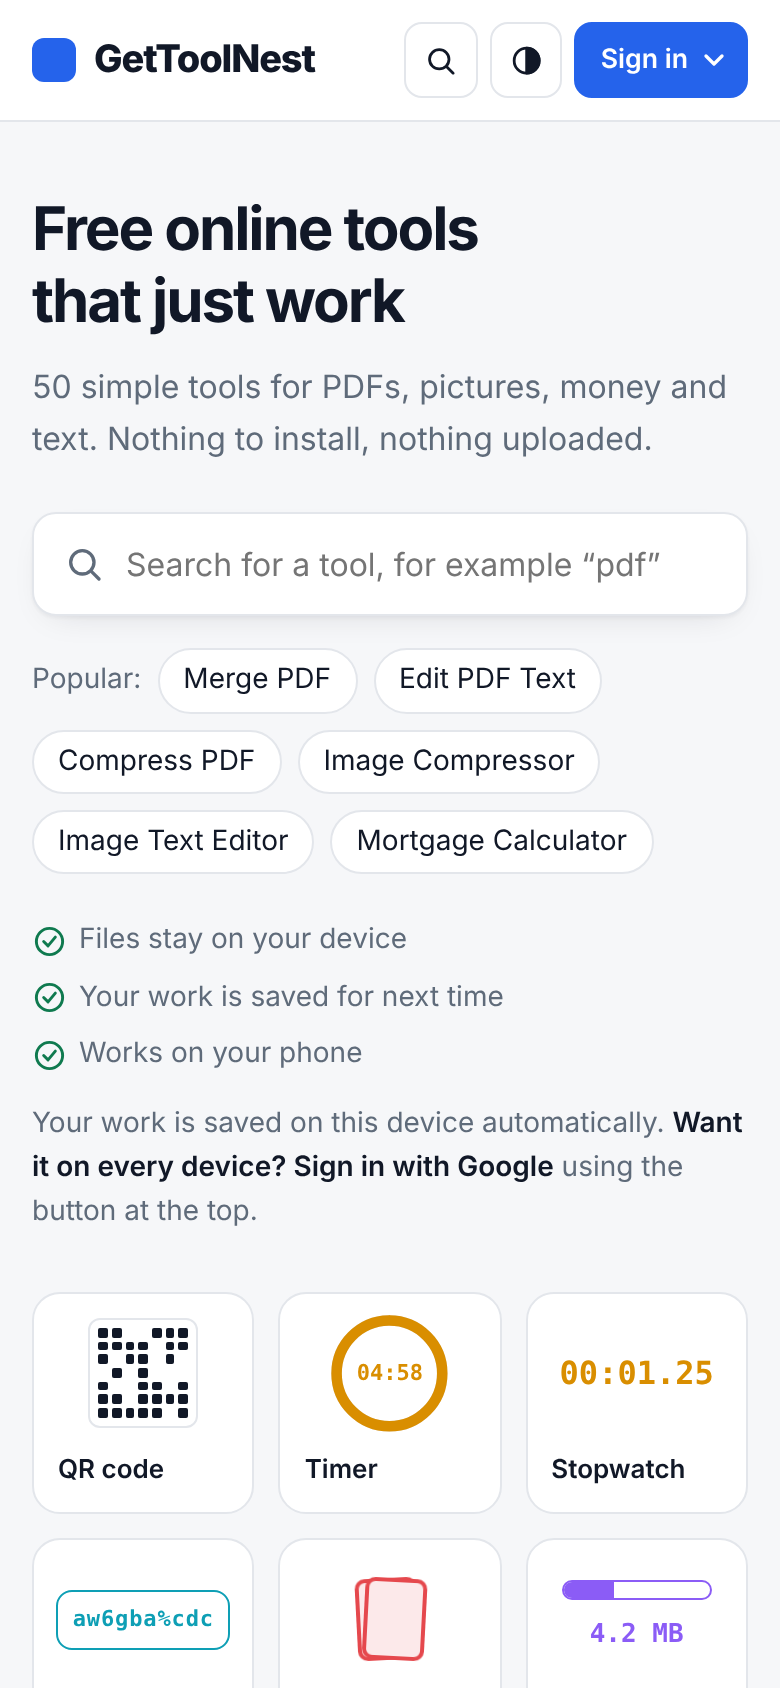 GetToolNest
Sign in
Free online tools
that just work
50 simple tools for PDFs, pictures, money and
text. Nothing to install, nothing uploaded.
Search for a tool, for example “pdf”
Popular: Merge PDF Edit PDF Text
Compress PDF Image Compressor
Image Text Editor Mortgage Calculator
Files stay on your device
Your work is saved for next time
Works on your phone
Your work is saved on this device automatically. Want
it on every device? Sign in with Google using the
button at the top.
04:58 00:01.25
QR code Timer Stopwatch
aw6gba%cdc 4.2 MB